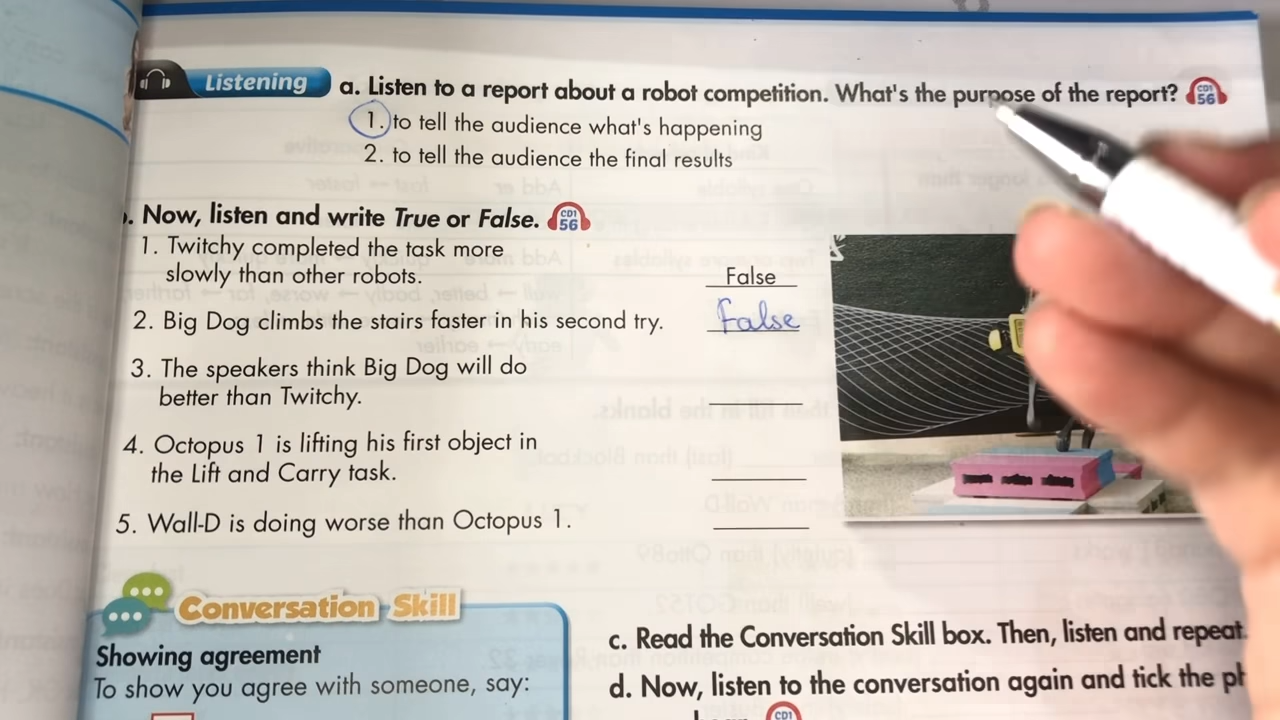 Listening a. Listen to a report about a robot competition. What's the purpose of the report? CD1 56
1. to tell the audience what's happening
2. to tell the audience the final results
. Now, listen and write True or False. CD1 56
1. Twitchy completed the task more
slowly than other robots. False
2. Big Dog climbs the stairs faster in his second try. False
3. The speakers think Big Dog will do
better than Twitchy.
4. Octopus 1 is lifting his first object in
the Lift and Carry task.
5. Wall-D is doing worse than Octopus 1.
Conversation Skill
Showing agreement
To show you agree with someone, say:
c. Read the Conversation Skill box. Then, listen and repeat.
d. Now, listen to the conversation again and tick the
CD1